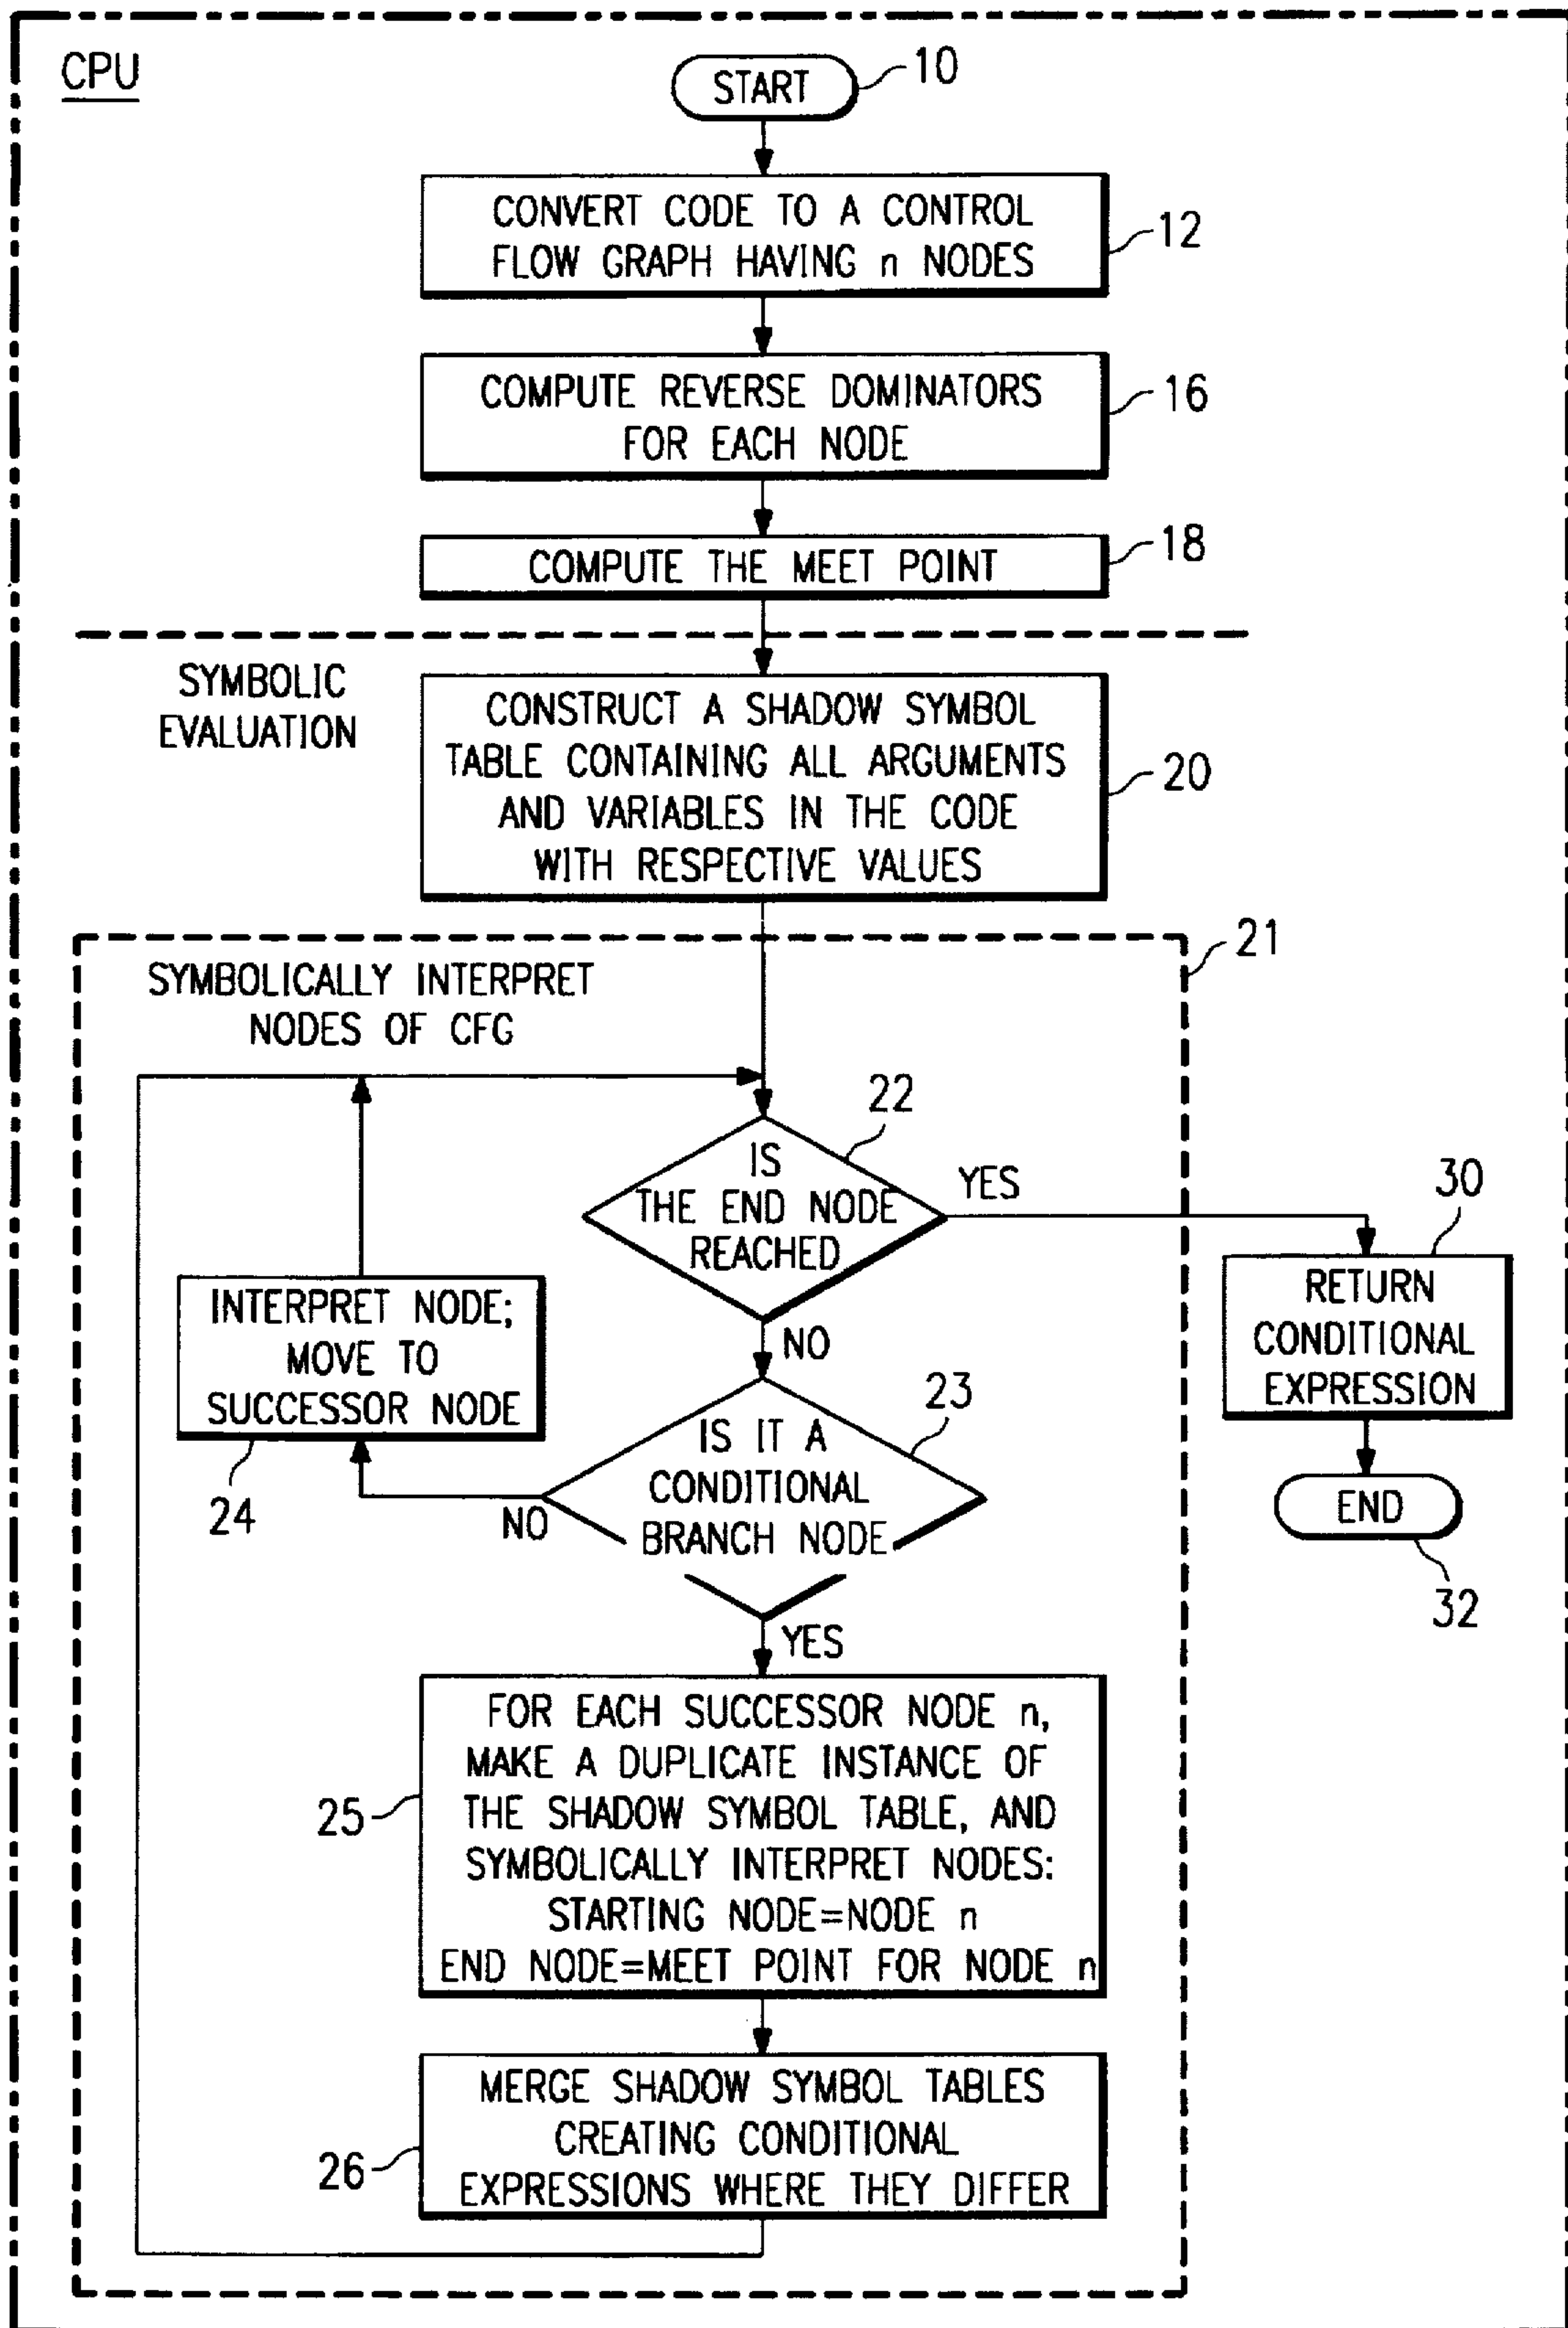 CPU
START
10
CONVERT CODE TO A CONTROL
FLOW GRAPH HAVING n NODES
12
COMPUTE REVERSE DOMINATORS
FOR EACH NODE
16
COMPUTE THE MEET POINT
18
SYMBOLIC
EVALUATION
CONSTRUCT A SHADOW SYMBOL
TABLE CONTAINING ALL ARGUMENTS
AND VARIABLES IN THE CODE
WITH RESPECTIVE VALUES
20
21
SYMBOLICALLY INTERPRET
NODES OF CFG
22
IS
THE END NODE
REACHED
YES
NO
30
RETURN
CONDITIONAL
EXPRESSION
END
32
INTERPRET NODE;
MOVE TO
SUCCESSOR NODE
24
23
IS IT A
CONDITIONAL
BRANCH NODE
NO
YES
FOR EACH SUCCESSOR NODE n,
MAKE A DUPLICATE INSTANCE OF
THE SHADOW SYMBOL TABLE, AND
SYMBOLICALLY INTERPRET NODES:
STARTING NODE=NODE n
END NODE=MEET POINT FOR NODE n
25
MERGE SHADOW SYMBOL TABLES
CREATING CONDITIONAL
EXPRESSIONS WHERE THEY DIFFER
26